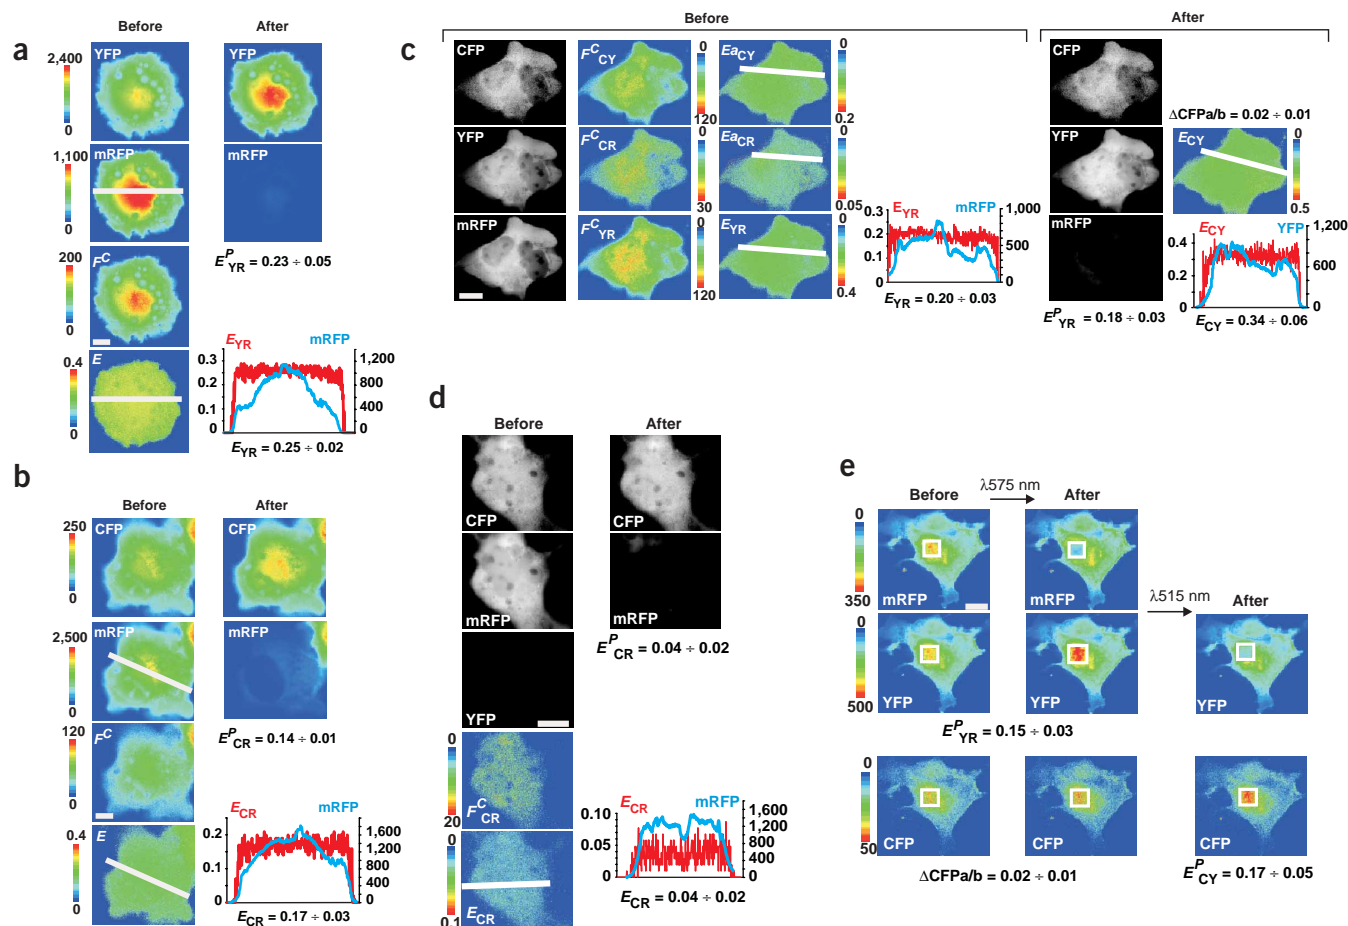 a
Before
After
YFP
YFP
2,400
0
mRFP
mRFP
1,100
0
E^P_YR = 0.23 ÷ 0.05
F^C
200
0
E
0.4
0
E_YR
mRFP
0.3
0.2
0.1
0
1,200
800
400
0
E_YR = 0.25 ÷ 0.02
b
Before
After
CFP
CFP
250
0
mRFP
mRFP
2,500
0
E^P_CR = 0.14 ÷ 0.01
F^C
120
0
E
0.4
0
E_CR
mRFP
0.2
0.1
0
1,600
1,200
800
400
0
E_CR = 0.17 ÷ 0.03
c
Before
After
CFP
F^C_CY
0
120
Ea_CY
0
0.2
YFP
F^C_CR
0
30
Ea_CR
0
0.05
mRFP
F^C_YR
0
120
E_YR
0
0.4
E_YR
mRFP
0.3
0.2
0.1
0
1,000
500
0
E_YR = 0.20 ÷ 0.03
CFP
ΔCFPa/b = 0.02 ÷ 0.01
YFP
E_CY
0
0.5
mRFP
E^P_YR = 0.18 ÷ 0.03
E_CY
YFP
0.4
0.2
0
1,200
800
400
0
E_CY = 0.34 ÷ 0.06
d
Before
After
CFP
CFP
mRFP
mRFP
E^P_CR = 0.04 ÷ 0.02
YFP
F^C_CR
0
20
E_CR
0
0.1
E_CR
mRFP
0.10
0.05
0
1,600
1,200
800
400
0
E_CR = 0.04 ÷ 0.02
e
Before
λ575 nm
After
mRFP
0
350
λ515 nm
After
YFP
YFP
YFP
0
500
E^P_YR = 0.15 ÷ 0.03
CFP
CFP
CFP
0
50
ΔCFPa/b = 0.02 ÷ 0.01
E^P_CY = 0.17 ÷ 0.05